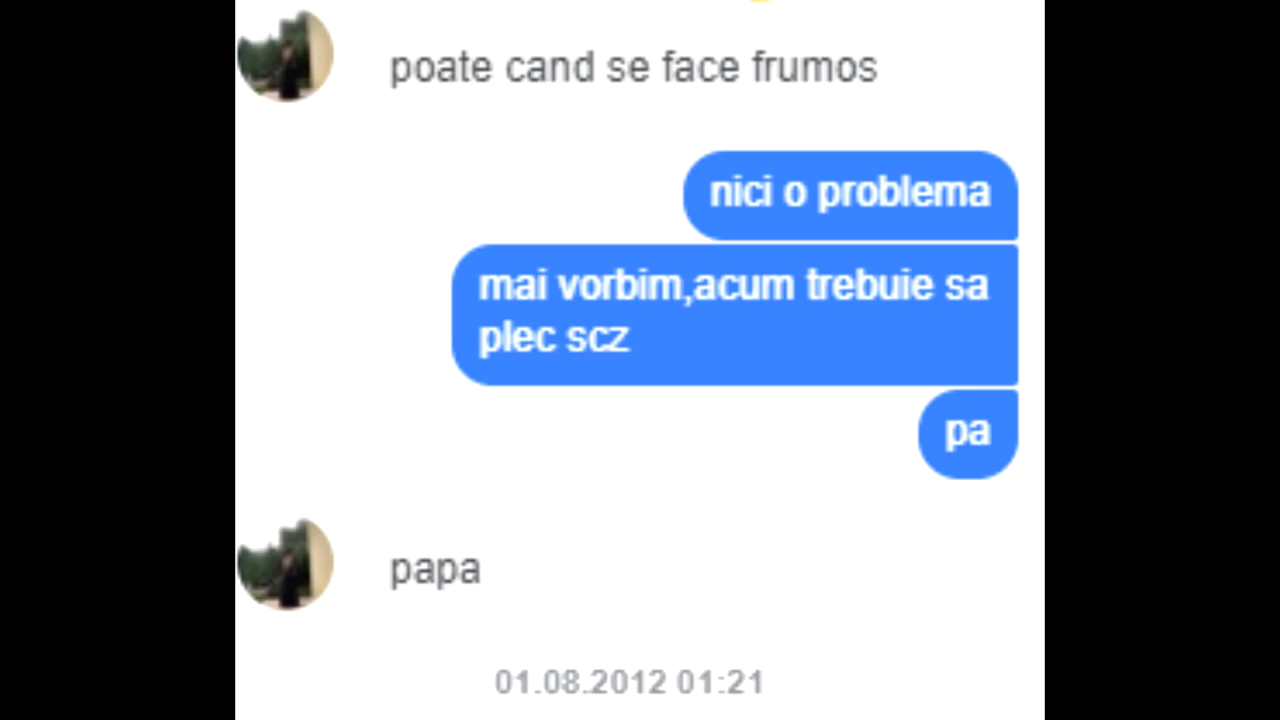 poate cand se face frumos
nici o problema
mai vorbim,acum trebuie sa
plec scz
pa
papa
01.08.2012 01:21